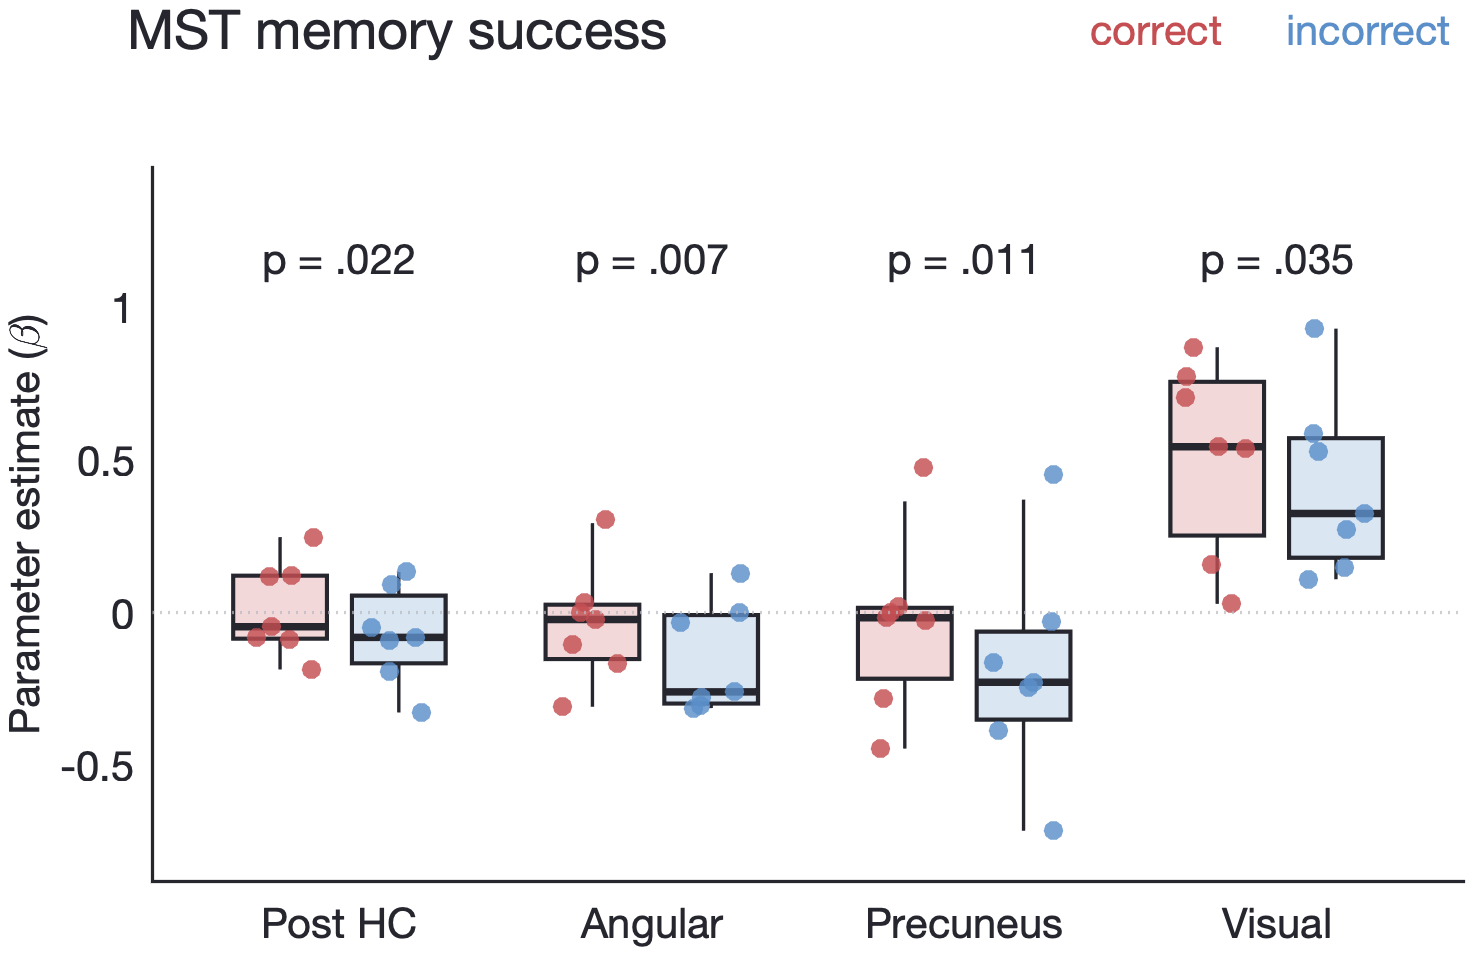 MST memory success
correct incorrect
p = .022 p = .007 p = .011 p = .035
Parameter estimate (β)
1
0.5
0
-0.5
Post HC Angular Precuneus Visual